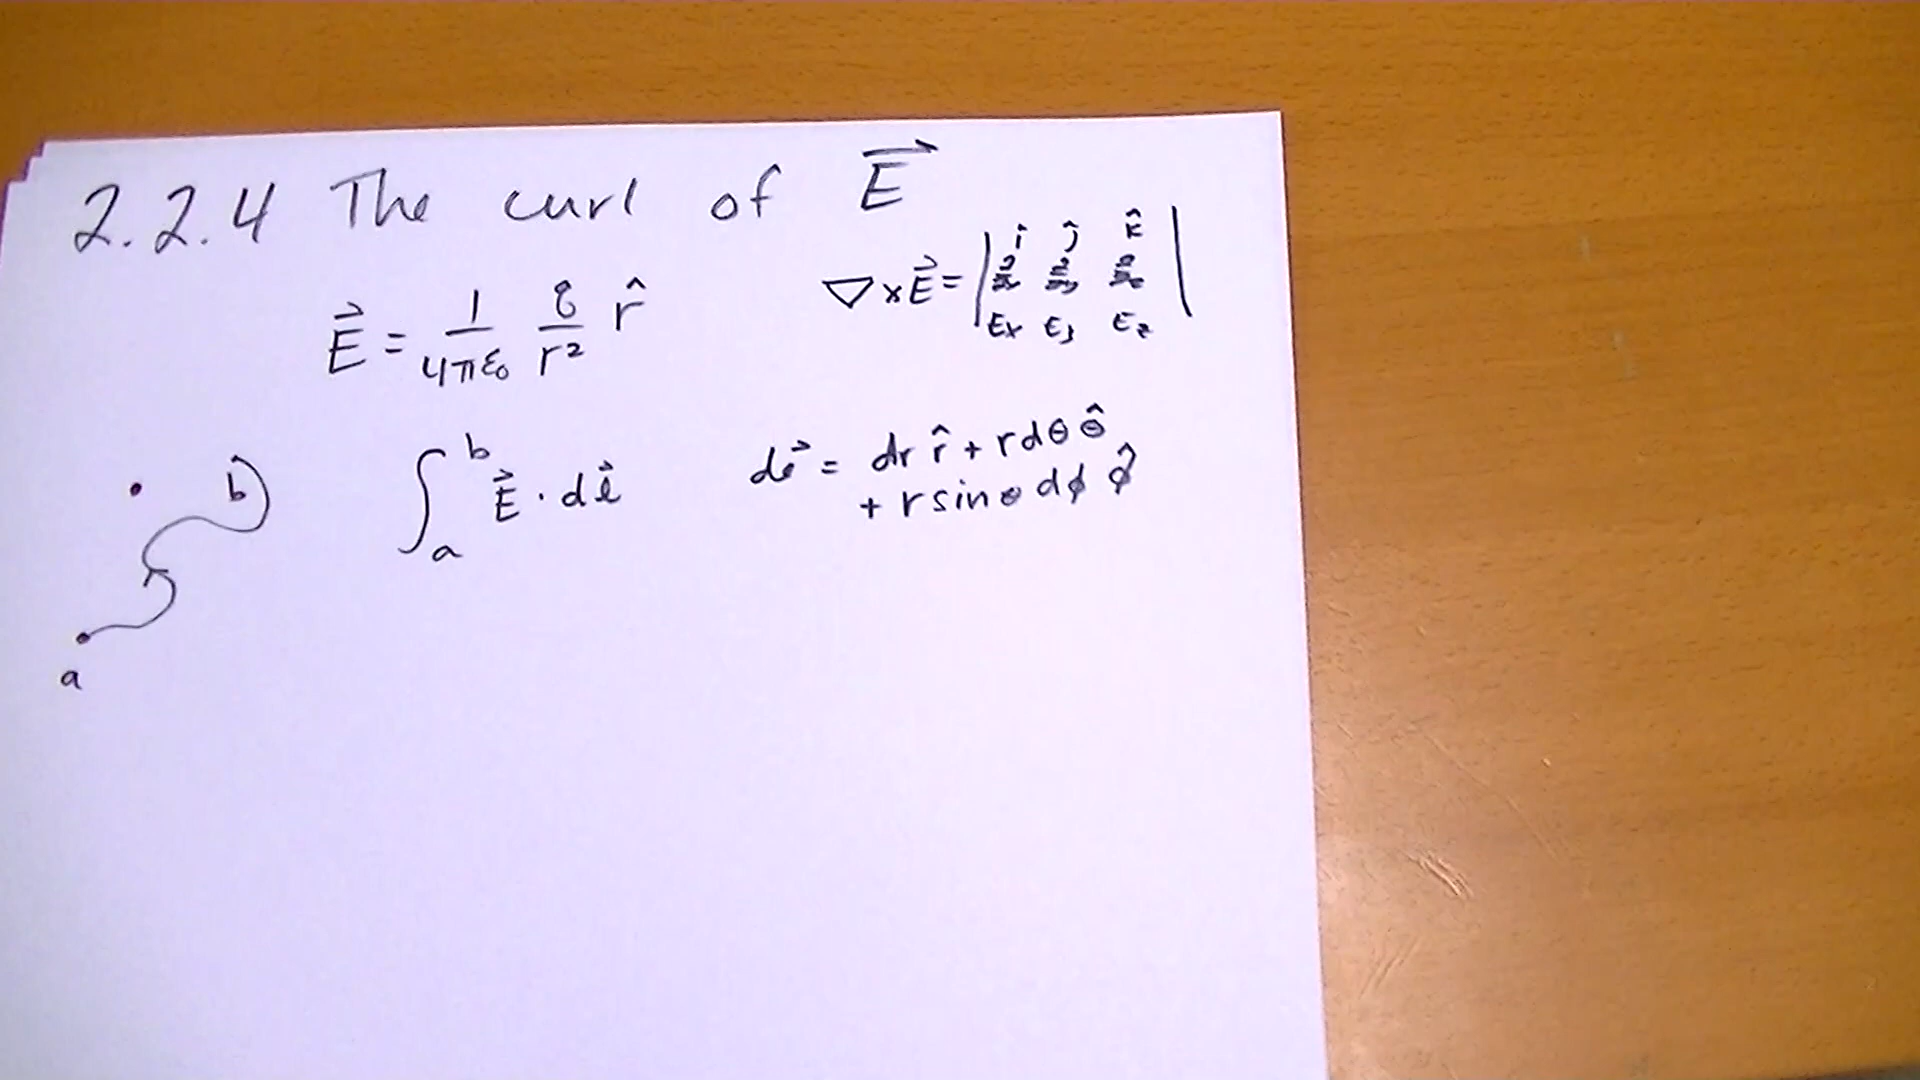 2.2.4 The curl of E⃗
E⃗ = 1/4πε₀ q/r² r̂
∇×E⃗ = | î ĵ k̂
∂/∂x ∂/∂y ∂/∂z
Ex Ey Ez |
b
∫ₐᵇ E⃗ · dl⃗
dl⃗ = dr r̂ + r dθ θ̂
+ r sinθ dϕ ϕ̂
a